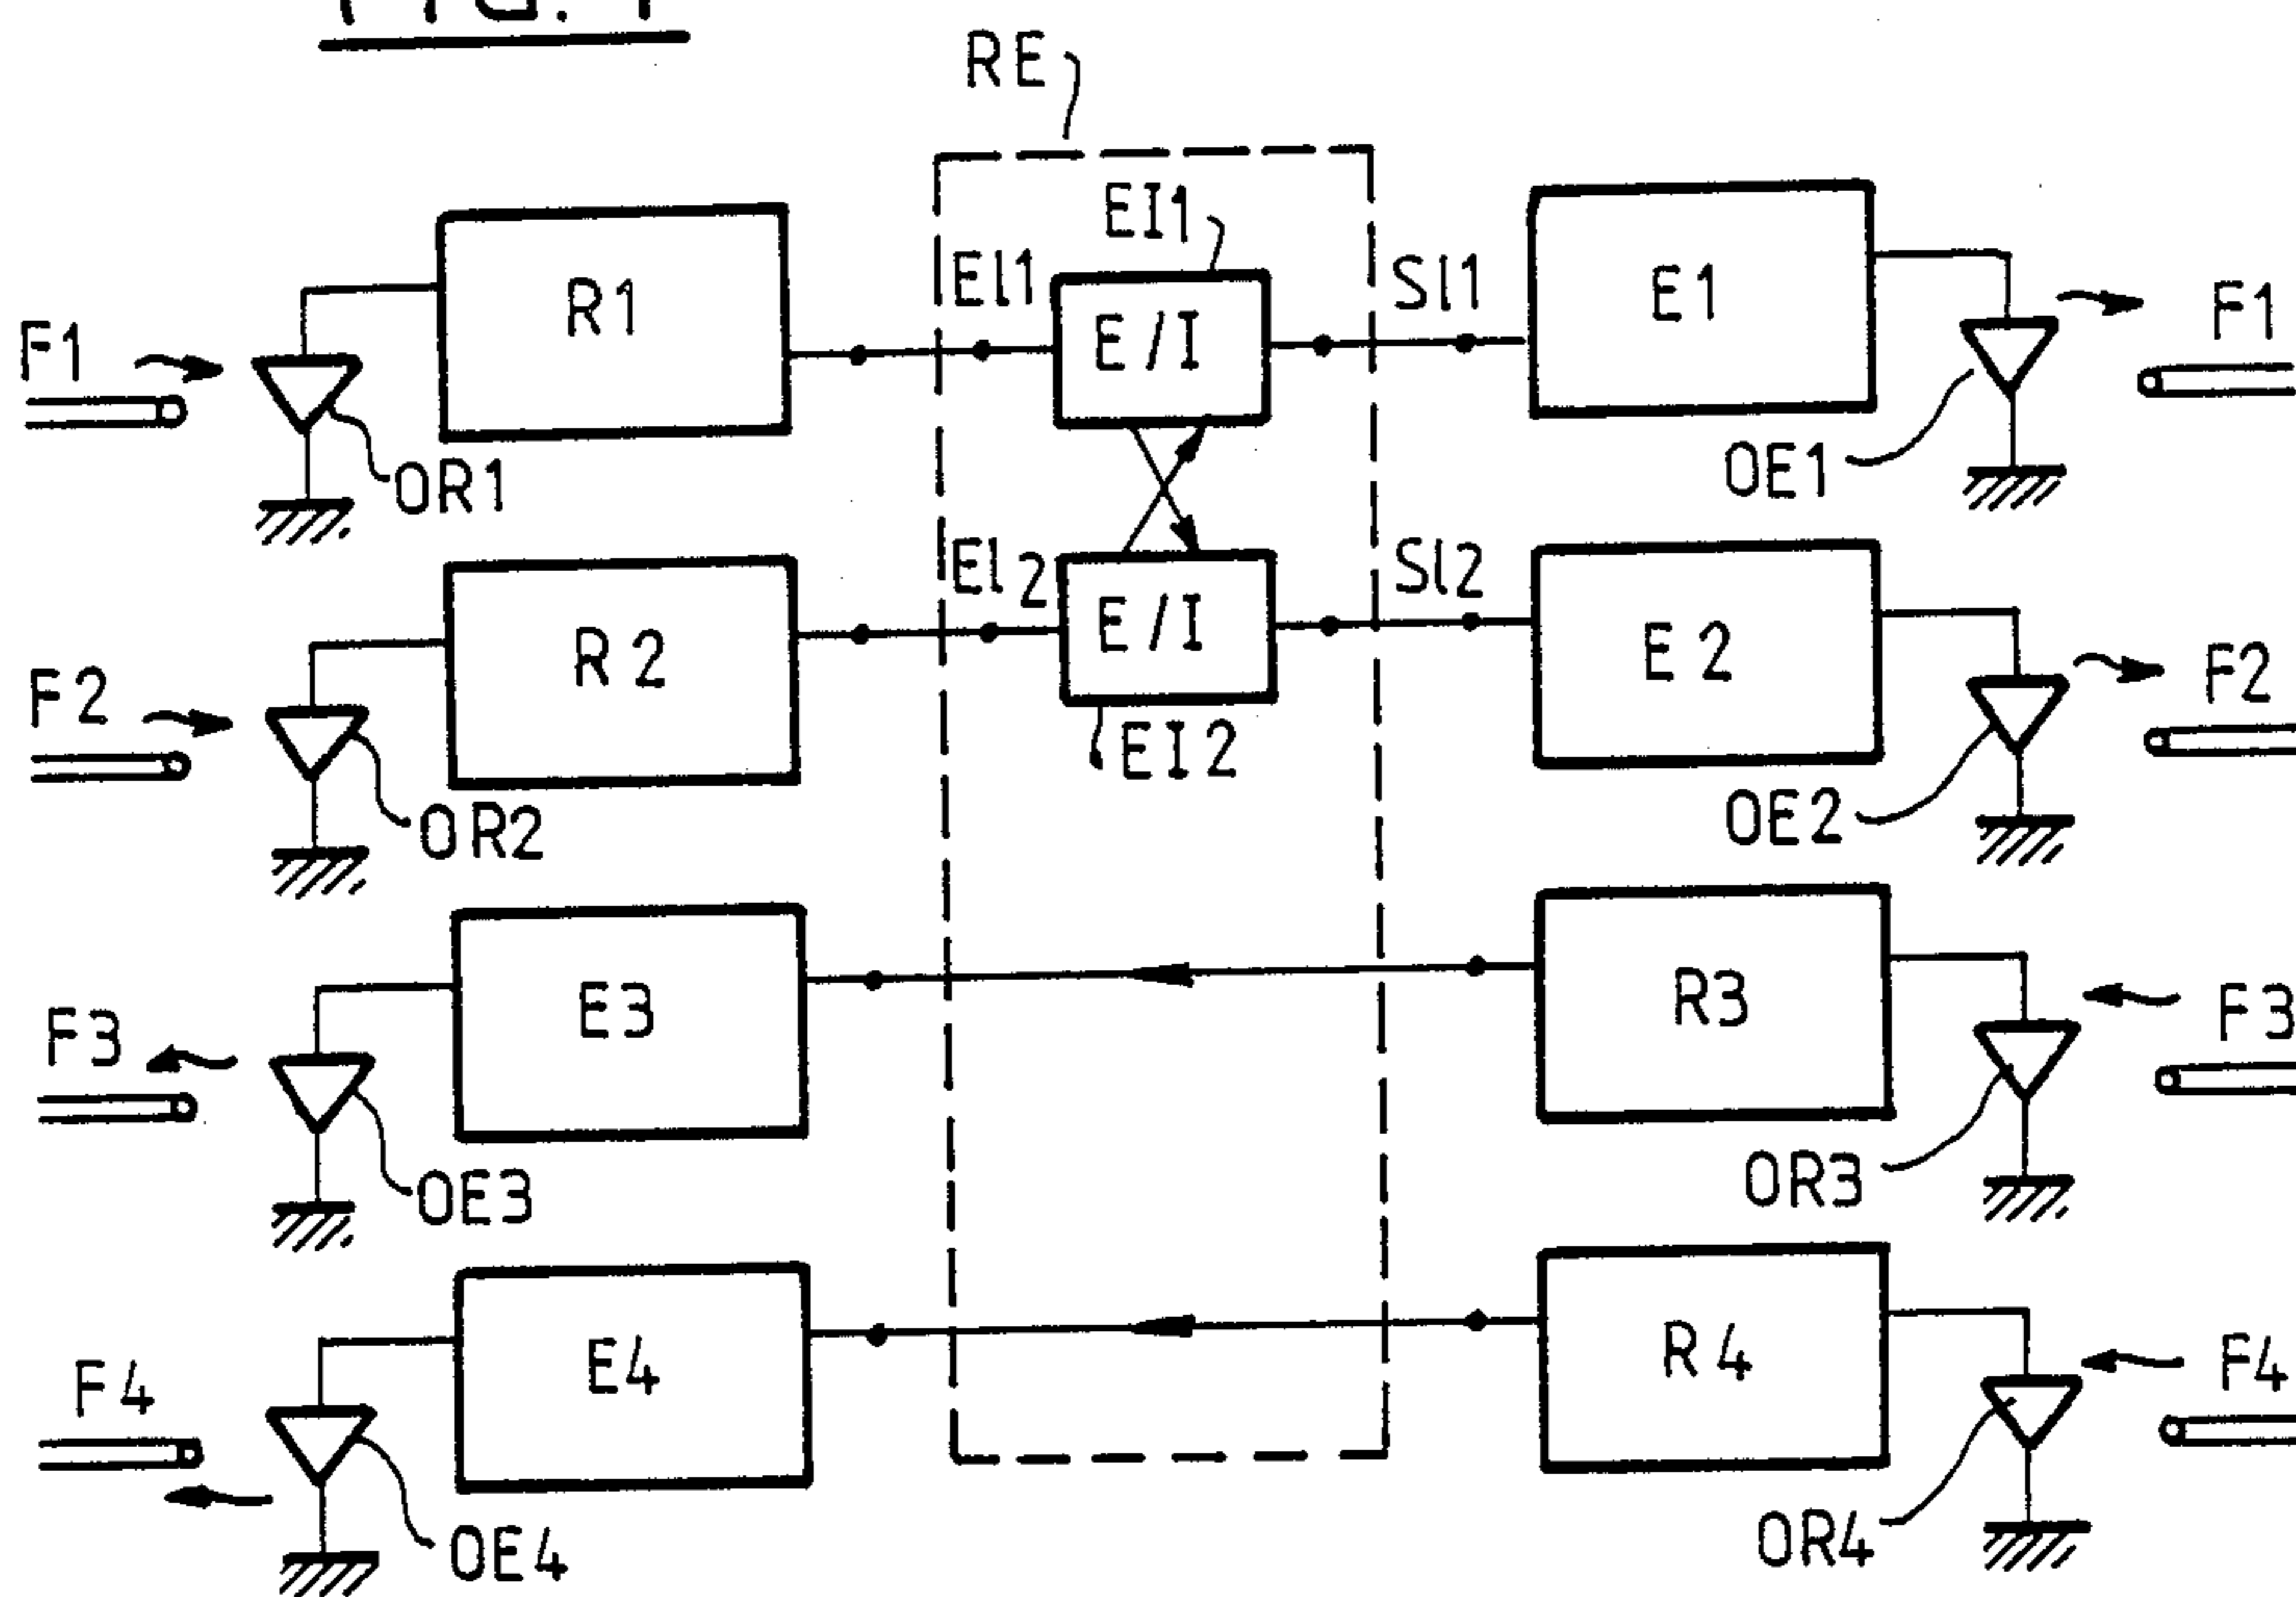 FIG. 1
RE
EI1
F1
R1
El1
E/I
Sl1
E1
F1
OR1
OE1
F2
R2
El2
E/I
Sl2
E2
F2
EI2
OR2
OE2
F3
E3
R3
F3
OE3
OR3
F4
E4
R4
F4
OE4
OR4